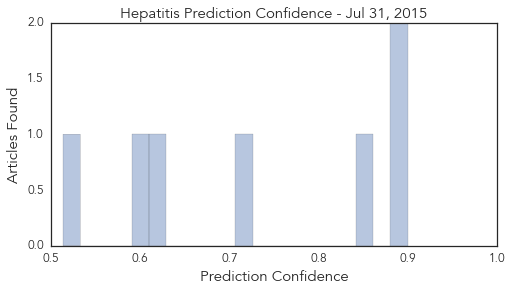 Hepatitis Prediction Confidence - Jul 31, 2015
2.0
1.5
1.0
0.5
0.0
Articles Found
0.5 0.6 0.7 0.8 0.9 1.0
Prediction Confidence